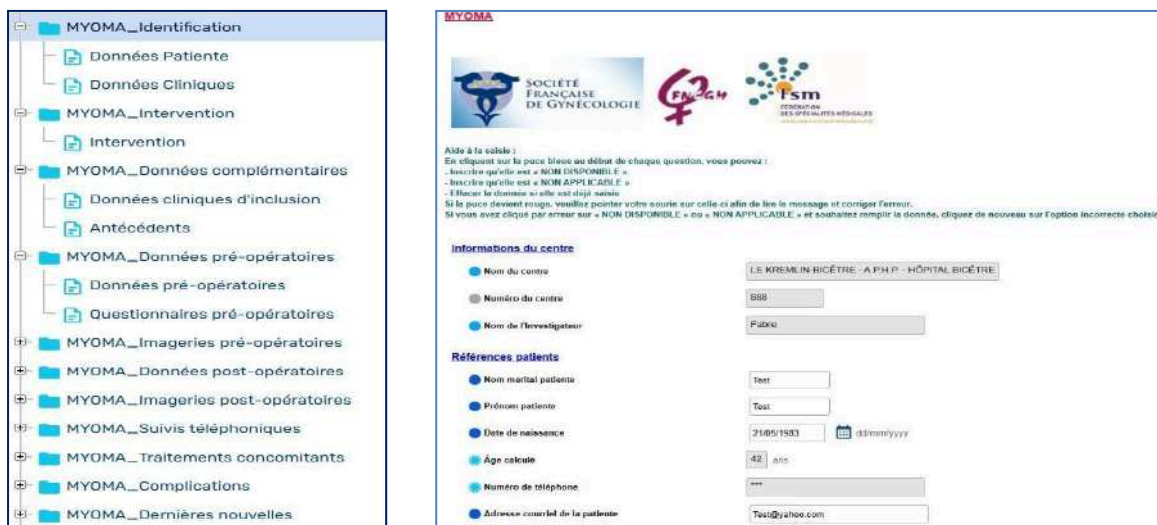 MYOMA_Identification
Données Patiente
Données Cliniques
MYOMA_Intervention
Intervention
MYOMA_Données complémentaires
Données cliniques d'inclusion
Antécédents
MYOMA_Données pré-opératoires
Données pré-opératoires
Questionnaires pré-opératoires
MYOMA_Imageries pré-opératoires
MYOMA_Données post-opératoires
MYOMA_Imageries post-opératoires
MYOMA_Suivis téléphoniques
MYOMA_Traitements concomitants
MYOMA_Complications
MYOMA_Dernières nouvelles
MYOMA
SOCIÉTÉ
FRANÇAISE
DE GYNÉCOLOGIE
fsm
FÉDÉRATION
DES SPÉCIALITÉS MÉDICALES
Aide à la saisie :
En cliquant sur la puce bleue au début de chaque question, vous pouvez :
- Inscrire qu'elle est « NON DISPONIBLE »
- Inscrire qu'elle est « NON APPLICABLE »
- Effacer la donnée si elle est déjà saisie
Si la puce devient rouge, veuillez pointer votre souris sur celle-ci afin de lire le message et corriger l'erreur.
Si vous avez cliqué par erreur sur « NON DISPONIBLE » ou « NON APPLICABLE » et souhaitez remplir la donnée, cliquez de nouveau sur l'option incorrecte choisie
Informations du centre
Nom du centre LE KREMLIN-BICÊTRE - A.P.H.P - HÔPITAL BICÊTRE
Numéro du centre 888
Nom de l'Investigateur Fabre
Références patients
Nom marital patiente Test
Prénom patiente Test
Date de naissance 21/05/1983 dd/mm/yyyy
Âge calculé 42 ans
Numéro de téléphone ***
Adresse courriel de la patiente Test@yahoo.com